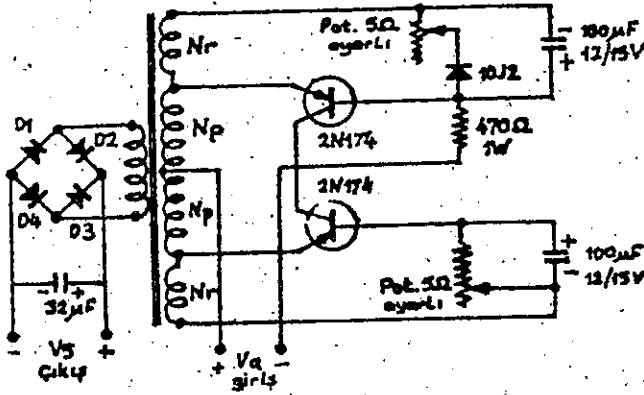 Pot. 5Ω
ayarlı
- 100µF
+ 12/15V
Nr
10J2
D1
D2
Np
2N174
470Ω
1W
2N174
D4
D3
Np
+
100µF
- 12/15V
Pot. 5Ω
ayarlı
- +
32µF
Nr
- Vç +
Çıkış
+ Va -
giriş